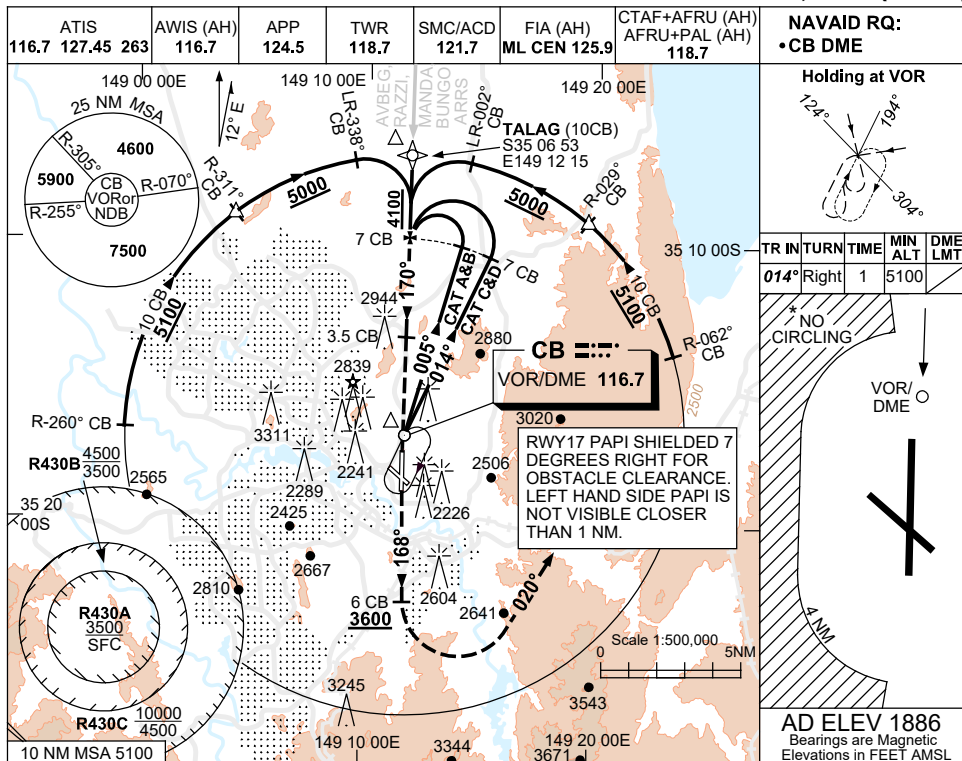 ATIS
116.7 127.45 263
AWIS (AH)
116.7
APP
124.5
TWR
118.7
SMC/ACD
121.7
FIA (AH)
ML CEN 125.9
CTAF+AFRU (AH)
AFRU+PAL (AH)
118.7
NAVAID RQ:
•CB DME
149 00 00E
149 10 00E
149 20 00E
12° E
25 NM MSA
R-305°
4600
5900
CB
VORor
NDB
R-070°
R-255°
7500
AVBEG,
RAZZI,
MANDA
BUNGO
ARRS
LR-338°
CB
LR-002°
CB
TALAG (10CB)
S35 06 53
E149 12 15
R-311°
CB
5000
5000
R-029°
CB
4100
7 CB
7 CB
170°
CAT A&B
CAT C&D
005°
014°
10 CB
5100
10 CB
5100
35 10 00S
2944
3.5 CB
2880
R-062°
CB
2500
CB
VOR/DME 116.7
2839
3020
3311
R-260° CB
2241
R430B 4500
3500
2565
2289
2506
2226
2425
35 20
00S
RWY17 PAPI SHIELDED 7
DEGREES RIGHT FOR
OBSTACLE CLEARANCE.
LEFT HAND SIDE PAPI IS
NOT VISIBLE CLOSER
THAN 1 NM.
2667
168°
2810
2604
020°
6 CB
3600
2641
R430A
3500
SFC
Scale 1:500,000
0
5NM
3245
3543
R430C 10000
4500
10 NM MSA 5100
149 10 00E
3344
149 20 00E
3671
Holding at VOR
124°
194°
304°
TR IN
TURN
TIME
MIN
ALT
DME
LMT
014°
Right
1
5100
* NO
CIRCLING
VOR/
DME
4 NM
AD ELEV 1886
Bearings are Magnetic
Elevations in FEET AMSL